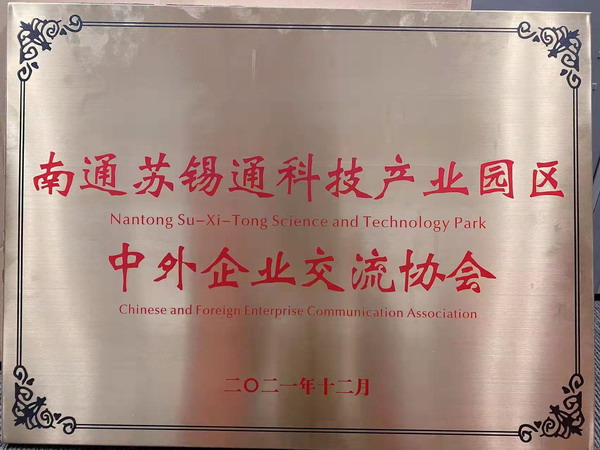 南通苏锡通科技产业园区
Nantong Su-Xi-Tong Science and Technology Park
中外企业交流协会
Chinese and Foreign Enterprise Communication Association
二〇二一年十二月